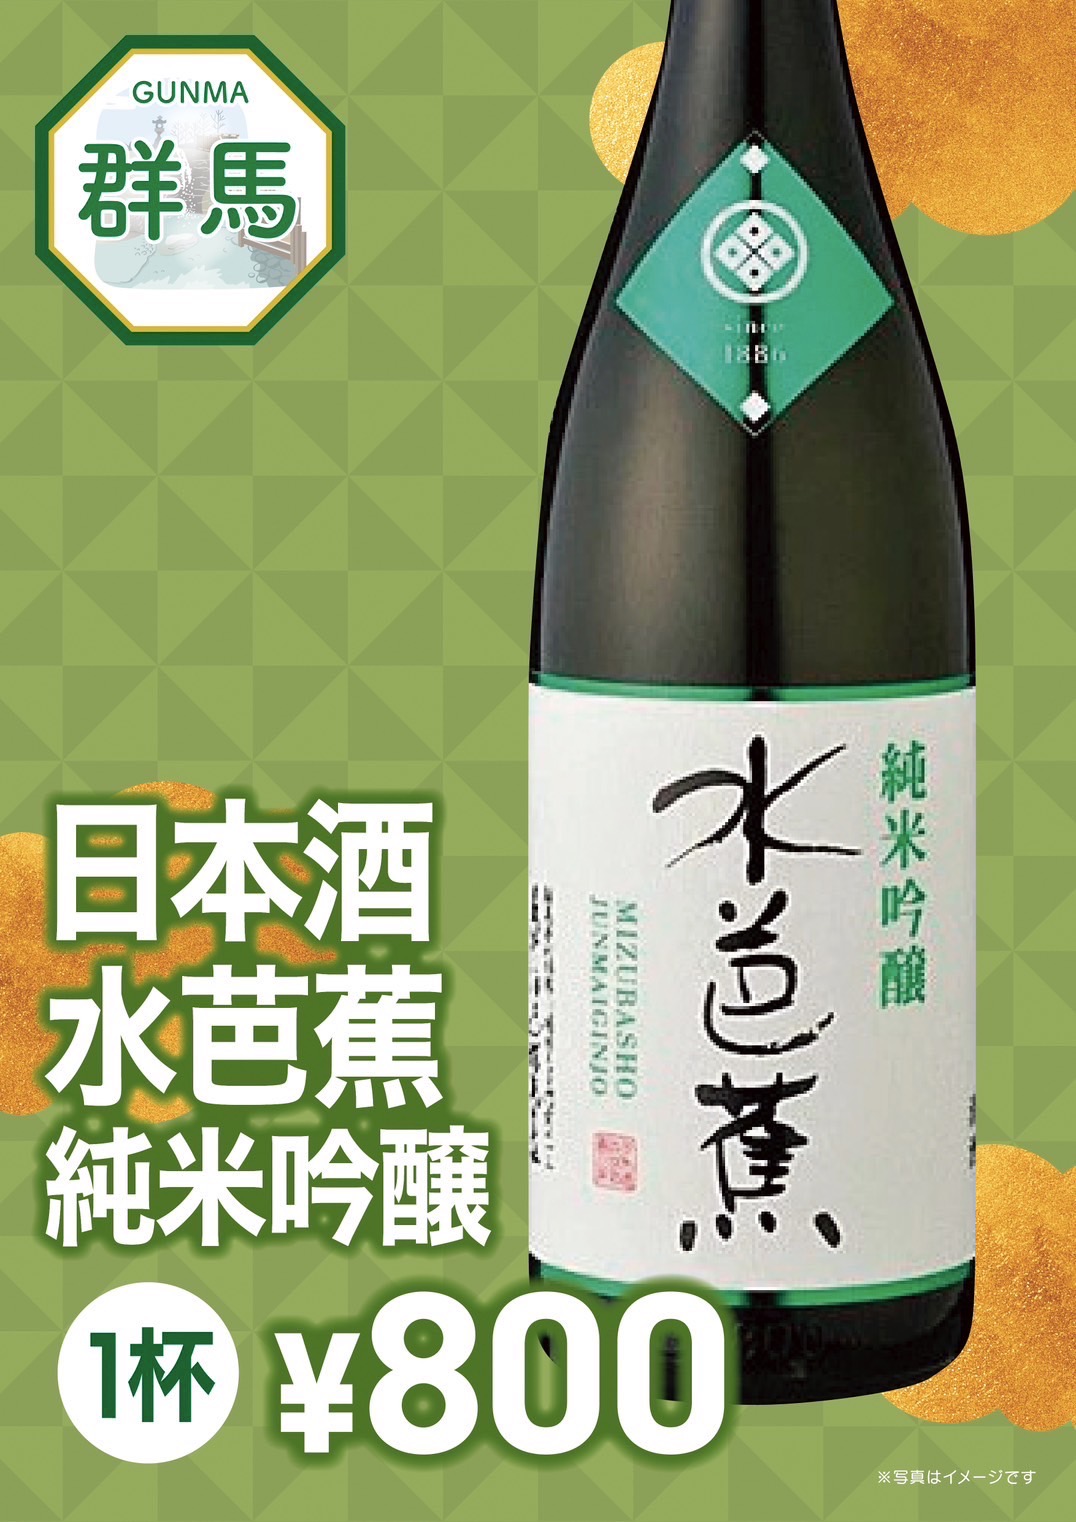 GUNMA
群馬
since
1886
純米吟醸
水芭蕉
MIZUBASHO
JUNMAIGINJO
日本酒
水芭蕉
純米吟醸
1杯
¥800
※写真はイメージです